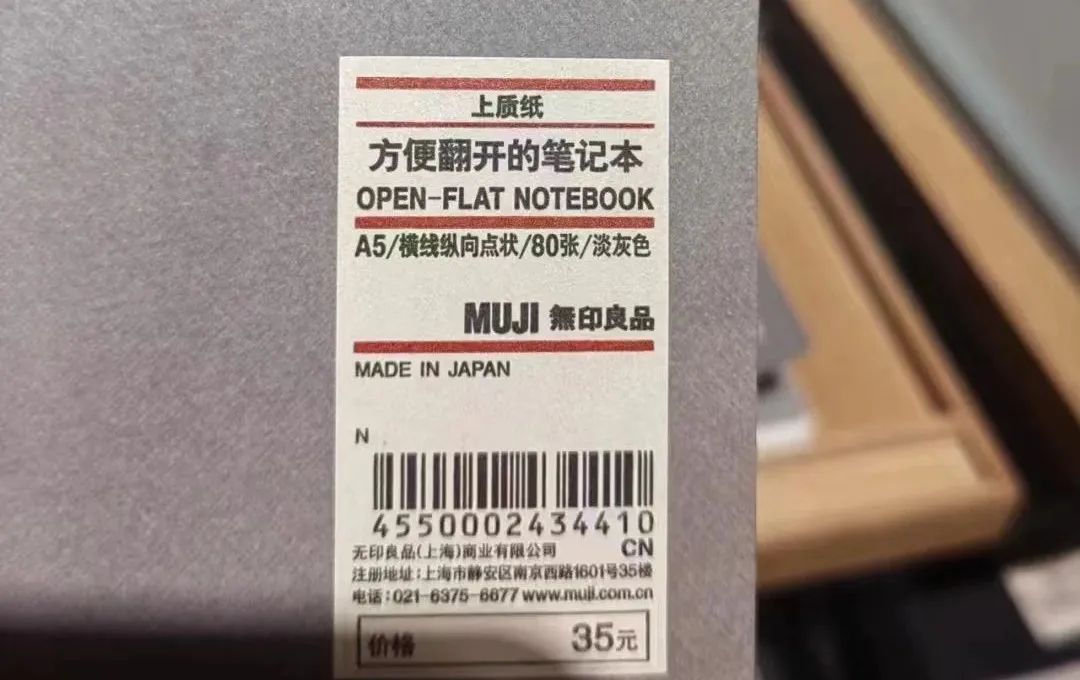 上质纸
方便翻开的笔记本
OPEN-FLAT NOTEBOOK
A5/横线纵向点状/80张/淡灰色
MUJI 無印良品
MADE IN JAPAN
N
4550002434410
无印良品(上海)商业有限公司 CN
注册地址:上海市静安区南京西路1601号35楼
电话:021-6375-6677 www.muji.com.cn
价格 35元